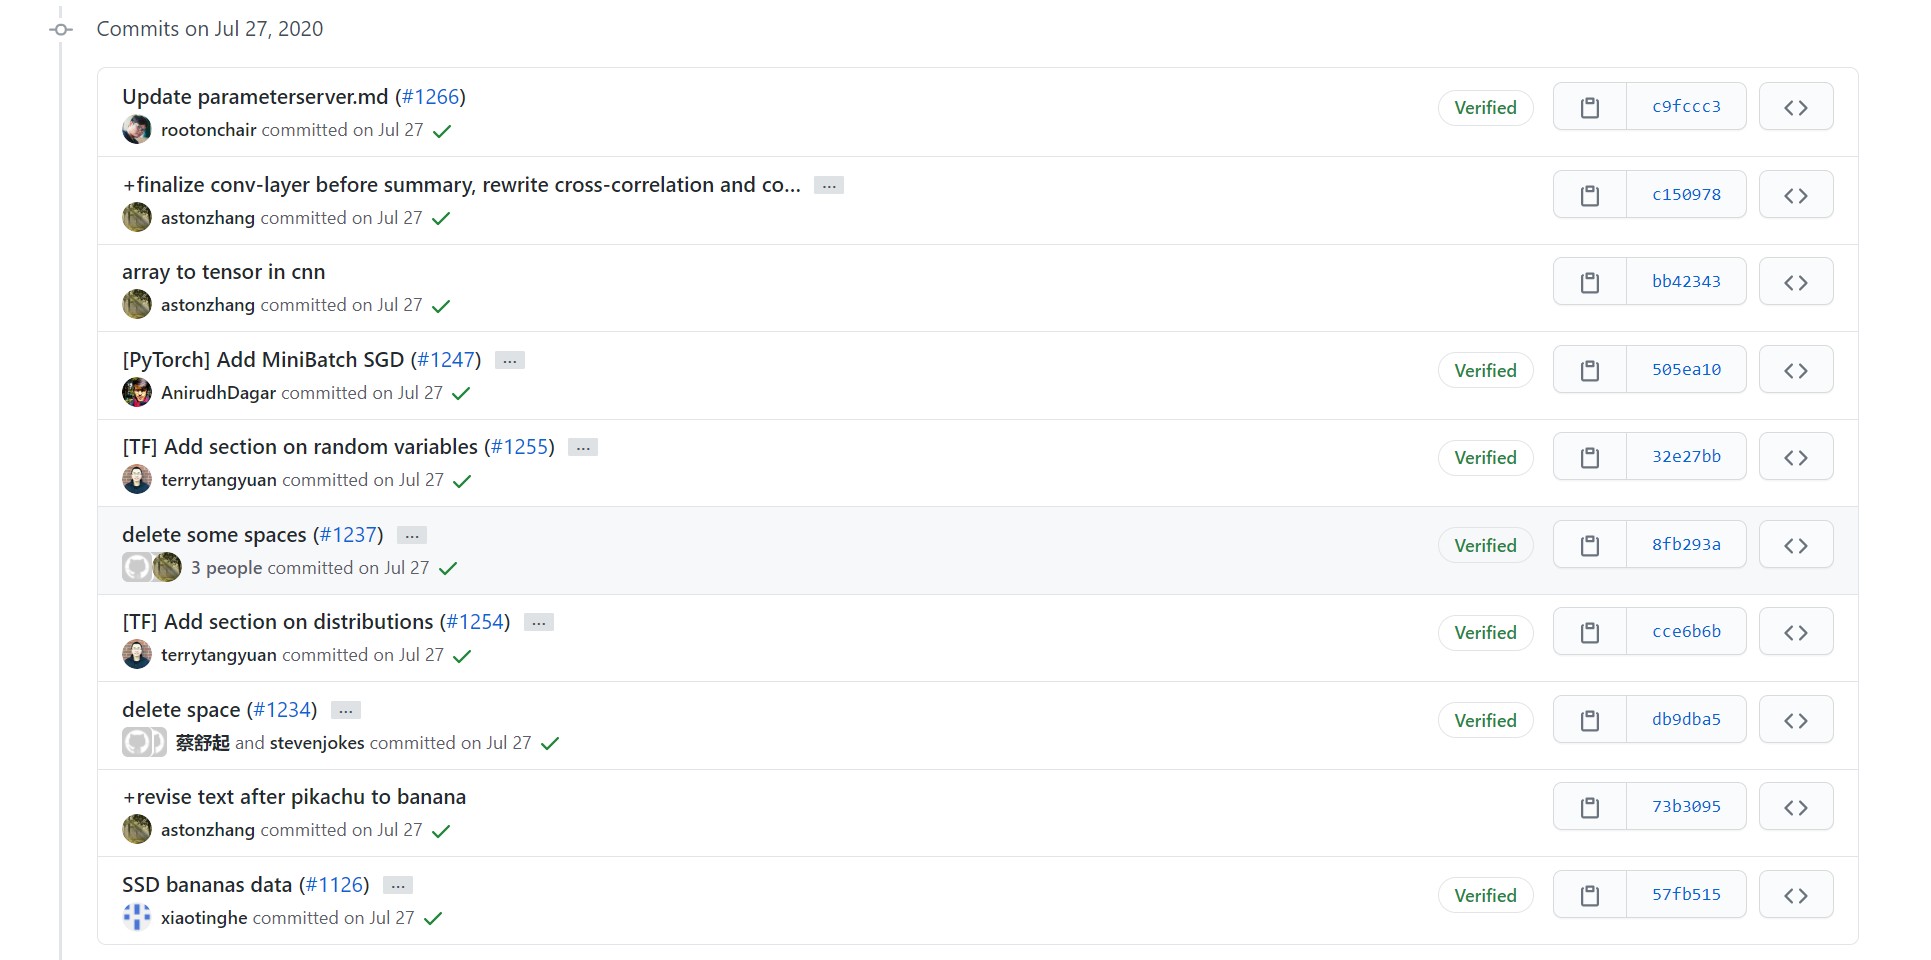 Commits on Jul 27, 2020
Update parameterserver.md (#1266)
Verified
c9fccc3
rootonchair committed on Jul 27
+finalize conv-layer before summary, rewrite cross-correlation and co... ...
c150978
astonzhang committed on Jul 27
array to tensor in cnn
bb42343
astonzhang committed on Jul 27
[PyTorch] Add MiniBatch SGD (#1247) ...
Verified
505ea10
AnirudhDagar committed on Jul 27
[TF] Add section on random variables (#1255) ...
Verified
32e27bb
terrytangyuan committed on Jul 27
delete some spaces (#1237) ...
Verified
8fb293a
3 people committed on Jul 27
[TF] Add section on distributions (#1254) ...
Verified
cce6b6b
terrytangyuan committed on Jul 27
delete space (#1234) ...
Verified
db9dba5
蔡舒起 and stevenjokes committed on Jul 27
+revise text after pikachu to banana
73b3095
astonzhang committed on Jul 27
SSD bananas data (#1126) ...
Verified
57fb515
xiaotinghe committed on Jul 27